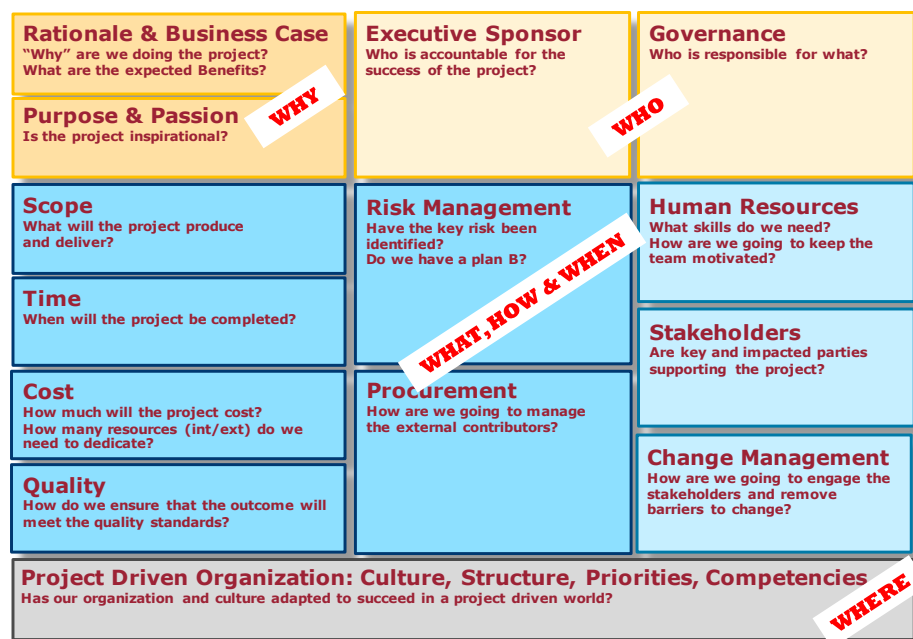 Rationale & Business Case
“Why” are we doing the project?
What are the expected Benefits?
Purpose & Passion
Is the project inspirational?
WHY
Executive Sponsor
Who is accountable for the
success of the project?
Governance
Who is responsible for what?
WHO
Scope
What will the project produce
and deliver?
Time
When will the project be completed?
Cost
How much will the project cost?
How many resources (int/ext) do we
need to dedicate?
Quality
How do we ensure that the outcome will
meet the quality standards?
Risk Management
Have the key risk been
identified?
Do we have a plan B?
WHAT, HOW & WHEN
Procurement
How are we going to manage
the external contributors?
Human Resources
What skills do we need?
How are we going to keep the
team motivated?
Stakeholders
Are key and impacted parties
supporting the project?
Change Management
How are we going to engage the
stakeholders and remove
barriers to change?
Project Driven Organization: Culture, Structure, Priorities, Competencies
Has our organization and culture adapted to succeed in a project driven world?
WHERE